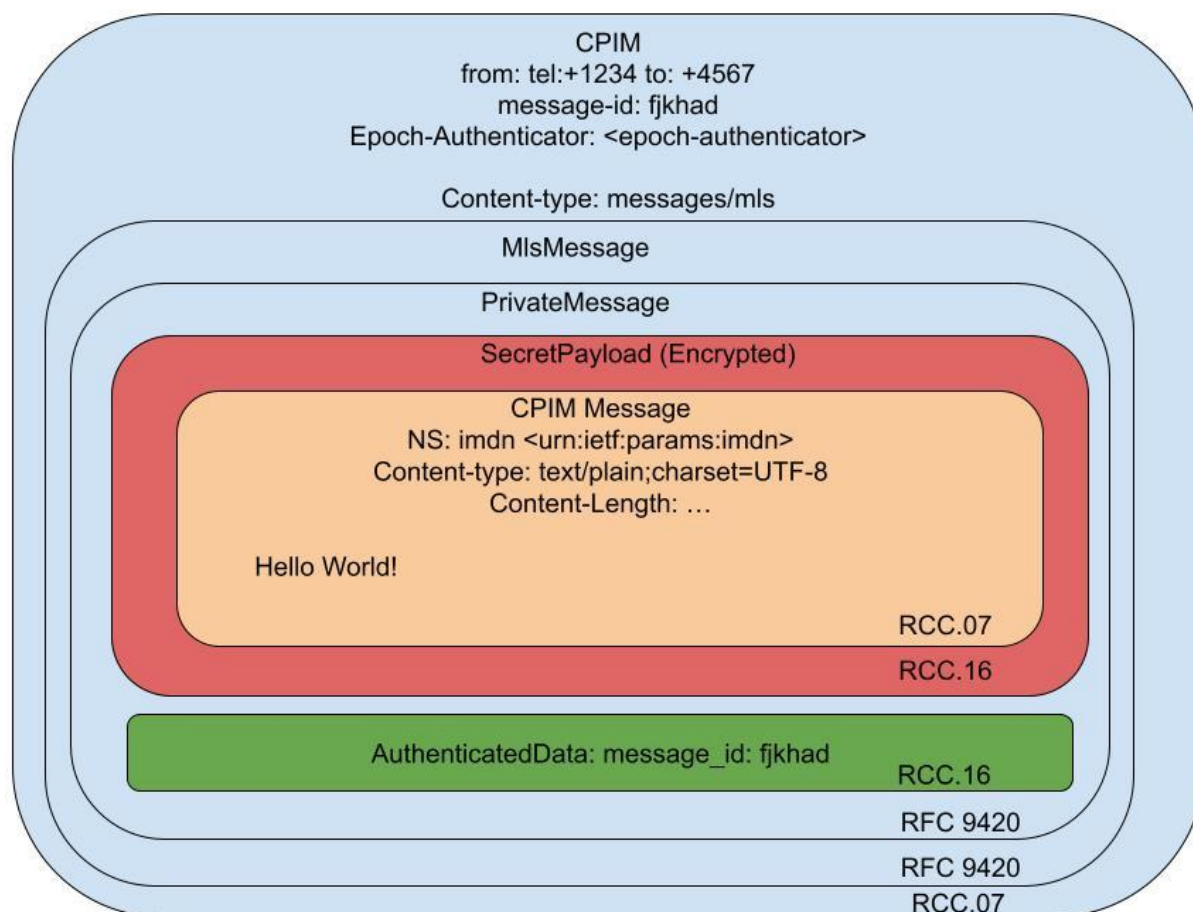 CPIM
from: tel:+1234 to: +4567
message-id: fjkhad
Epoch-Authenticator: <epoch-authenticator>
Content-type: messages/mls
MlsMessage
PrivateMessage
SecretPayload (Encrypted)
CPIM Message
NS: imdn <urn:ietf:params:imdn>
Content-type: text/plain;charset=UTF-8
Content-Length: …
Hello World!
RCC.07
RCC.16
AuthenticatedData: message_id: fjkhad
RCC.16
RFC 9420
RFC 9420
RCC.07